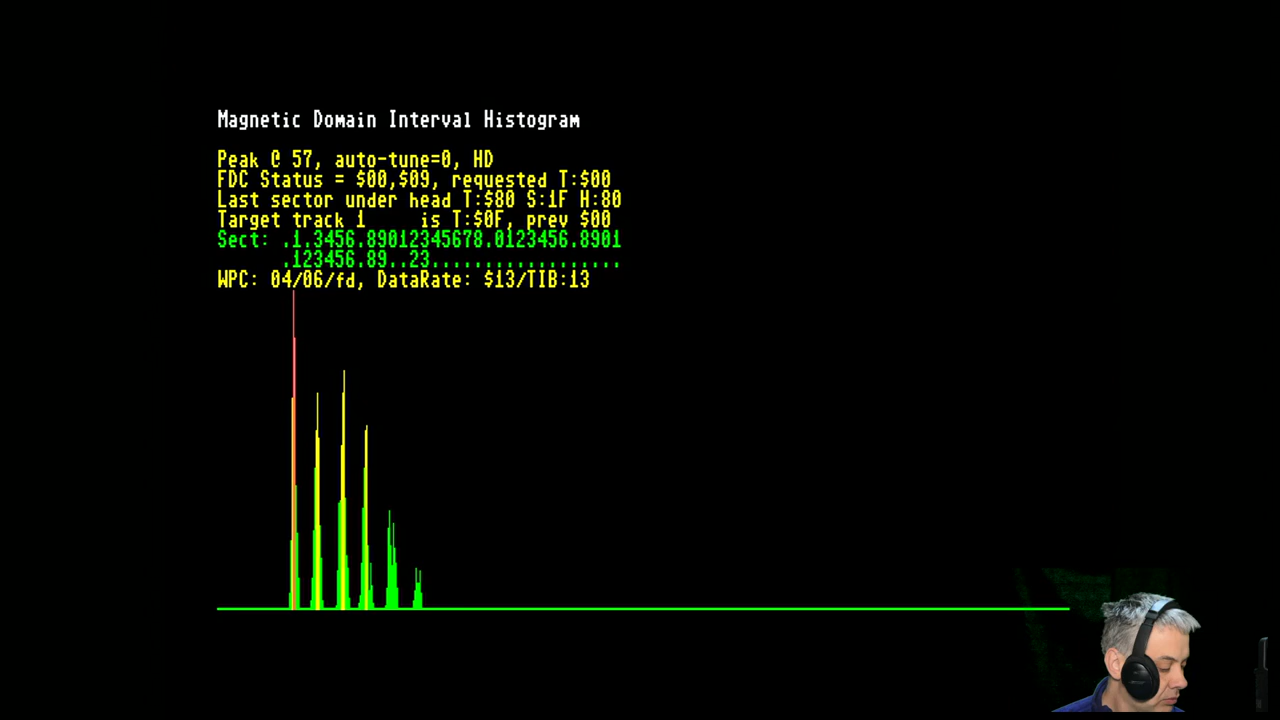 Magnetic Domain Interval Histogram
Peak @ 57, auto-tune=0, HD
FDC Status = $00,$09, requested T:$00
Last sector under head T:$80 S:1F H:80
Target track 1     is T:$0F, prev $00
Sect: .1.3456.89012345678.0123456.8901
.123456.89..23..................
WPC: 04/06/fd, DataRate: $13/TIB:13